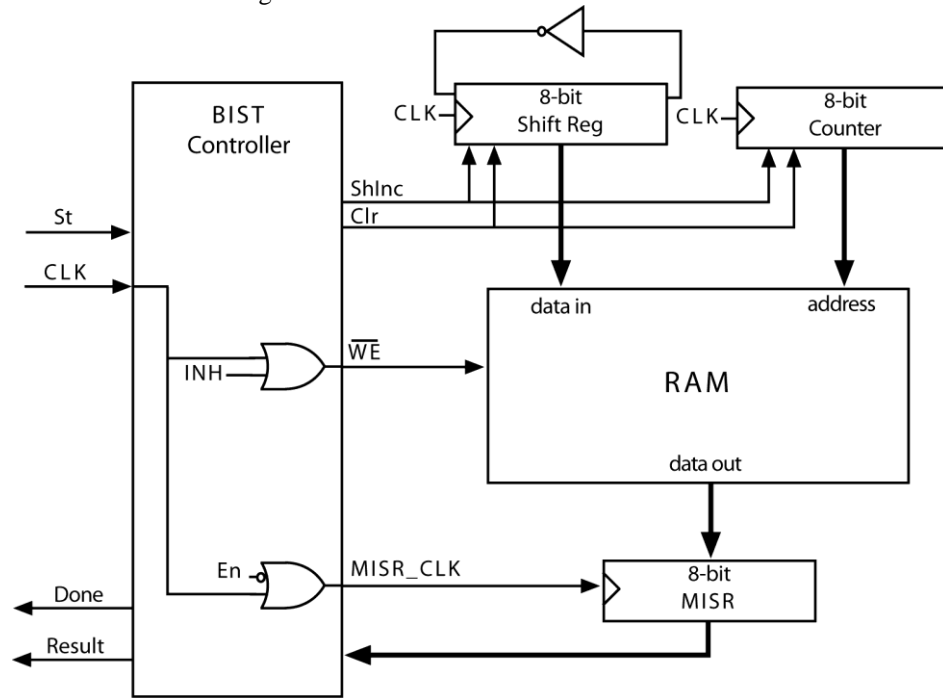 8-bit
Shift Reg
CLK
8-bit
Counter
CLK
BIST
Controller
ShInc
Clr
St
CLK
data in
address
INH
WE
RAM
data out
En
MISR_CLK
8-bit
MISR
Done
Result